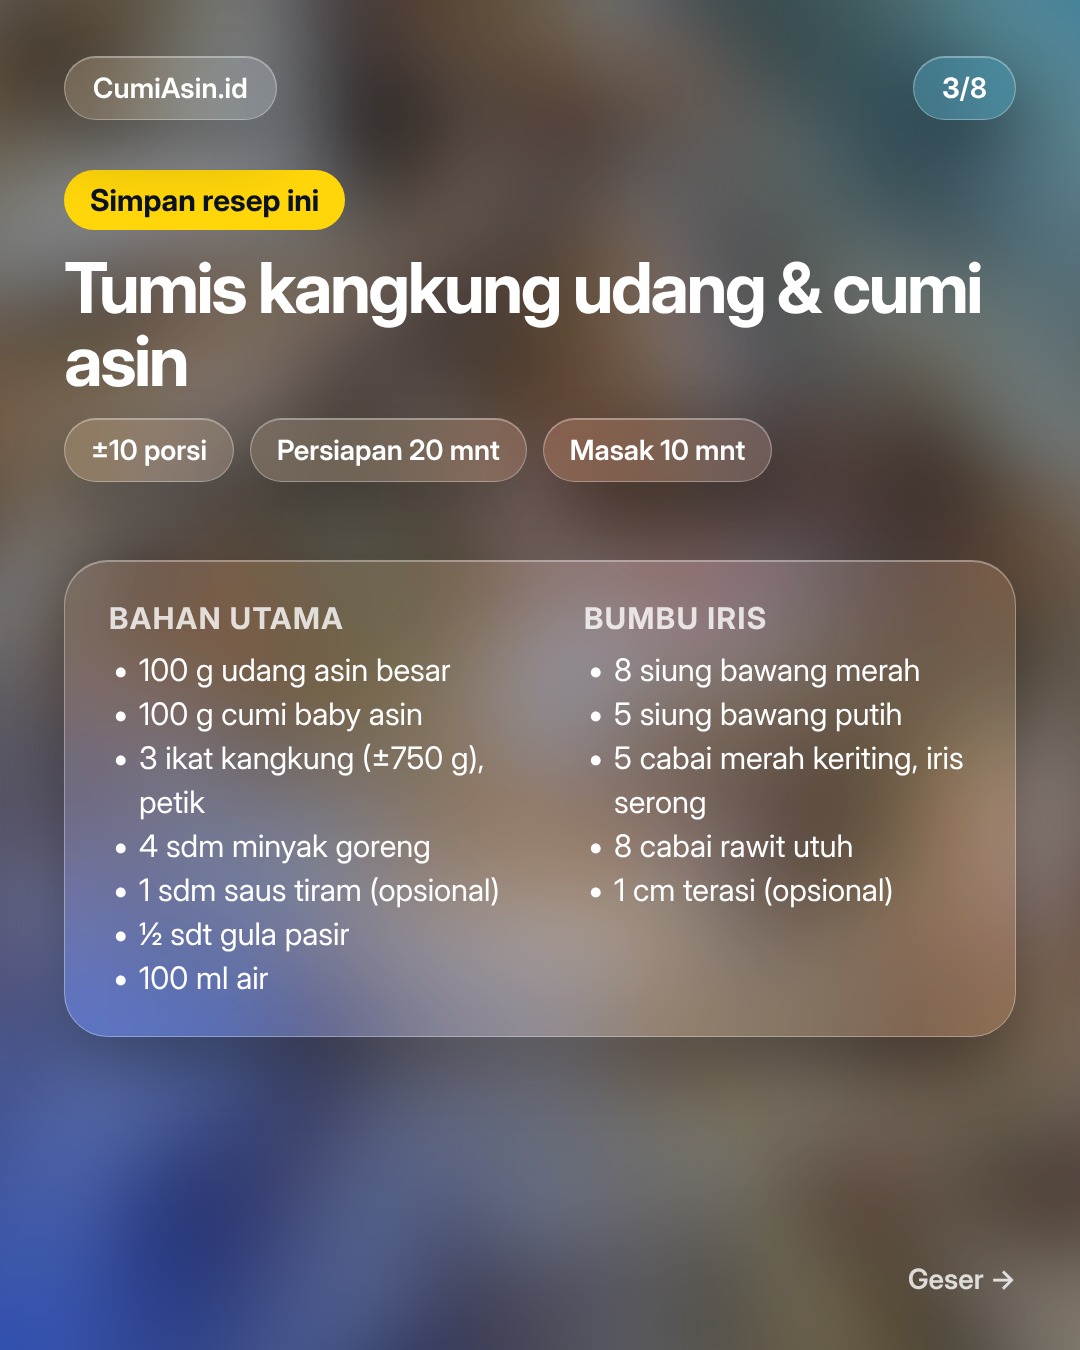 CumiAsin.id
3/8
Simpan resep ini
Tumis kangkung udang & cumi
asin
±10 porsi
Persiapan 20 mnt
Masak 10 mnt
BAHAN UTAMA
• 100 g udang asin besar
• 100 g cumi baby asin
• 3 ikat kangkung (±750 g),
petik
• 4 sdm minyak goreng
• 1 sdm saus tiram (opsional)
• ½ sdt gula pasir
• 100 ml air
BUMBU IRIS
• 8 siung bawang merah
• 5 siung bawang putih
• 5 cabai merah keriting, iris
serong
• 8 cabai rawit utuh
• 1 cm terasi (opsional)
Geser →